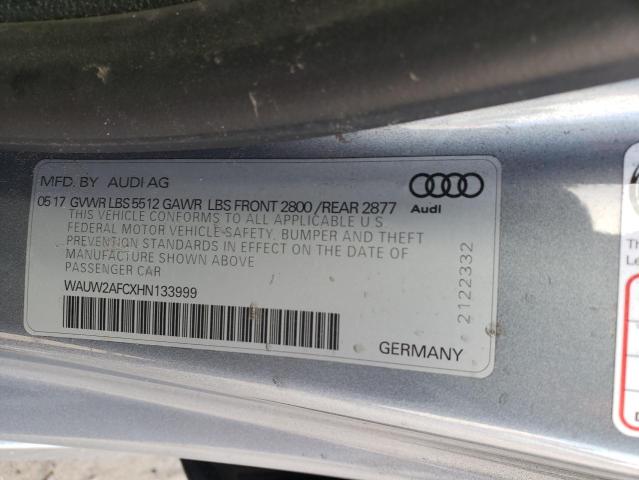 MFD. BY AUDI AG
Audi
05 17 GVWR LBS 5512 GAWR LBS FRONT 2800 /REAR 2877
THIS VEHICLE CONFORMS TO ALL APPLICABLE U S
FEDERAL MOTOR VEHICLE SAFETY, BUMPER AND THEFT
PREVENTION STANDARDS IN EFFECT ON THE DATE OF
MANUFACTURE SHOWN ABOVE
PASSENGER CAR
WAUW2AFCXHN133999
2122332
GERMANY